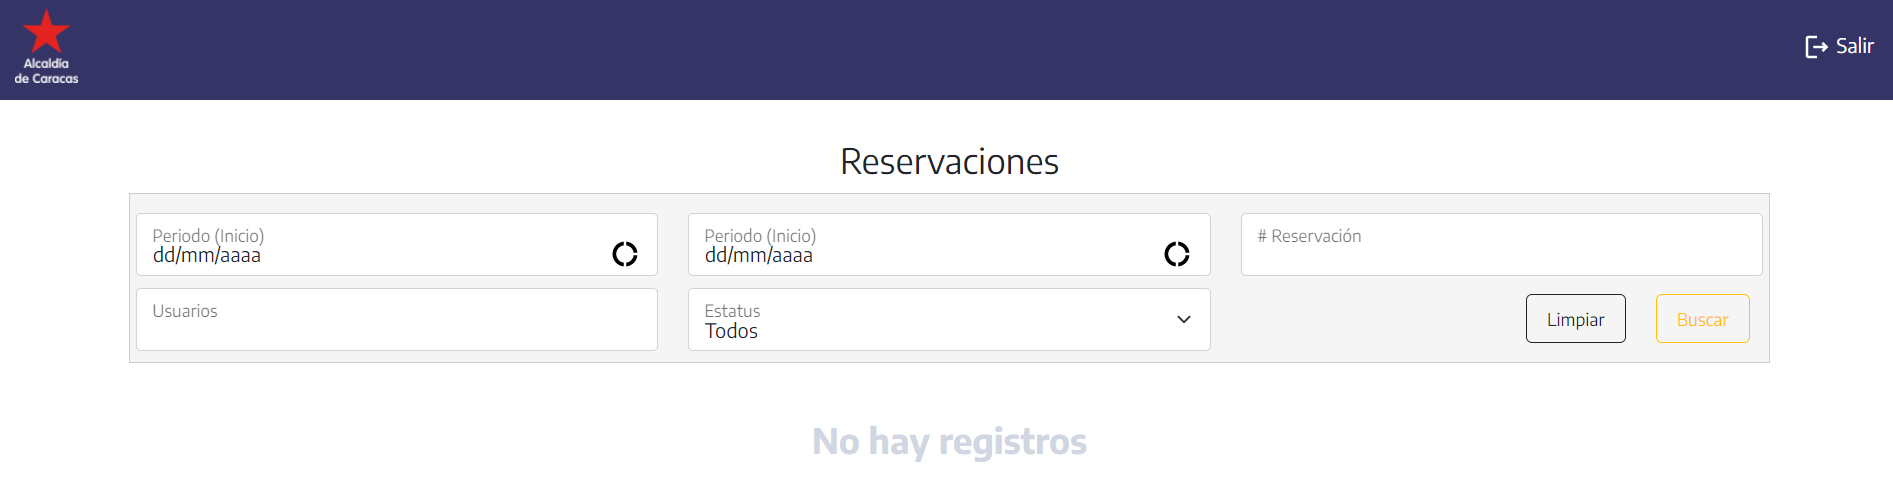 Alcaldía
de Caracas
Salir
Reservaciones
Periodo (Inicio)
dd/mm/aaaa
Periodo (Inicio)
dd/mm/aaaa
# Reservación
Usuarios
Estatus
Todos
Limpiar
Buscar
No hay registros